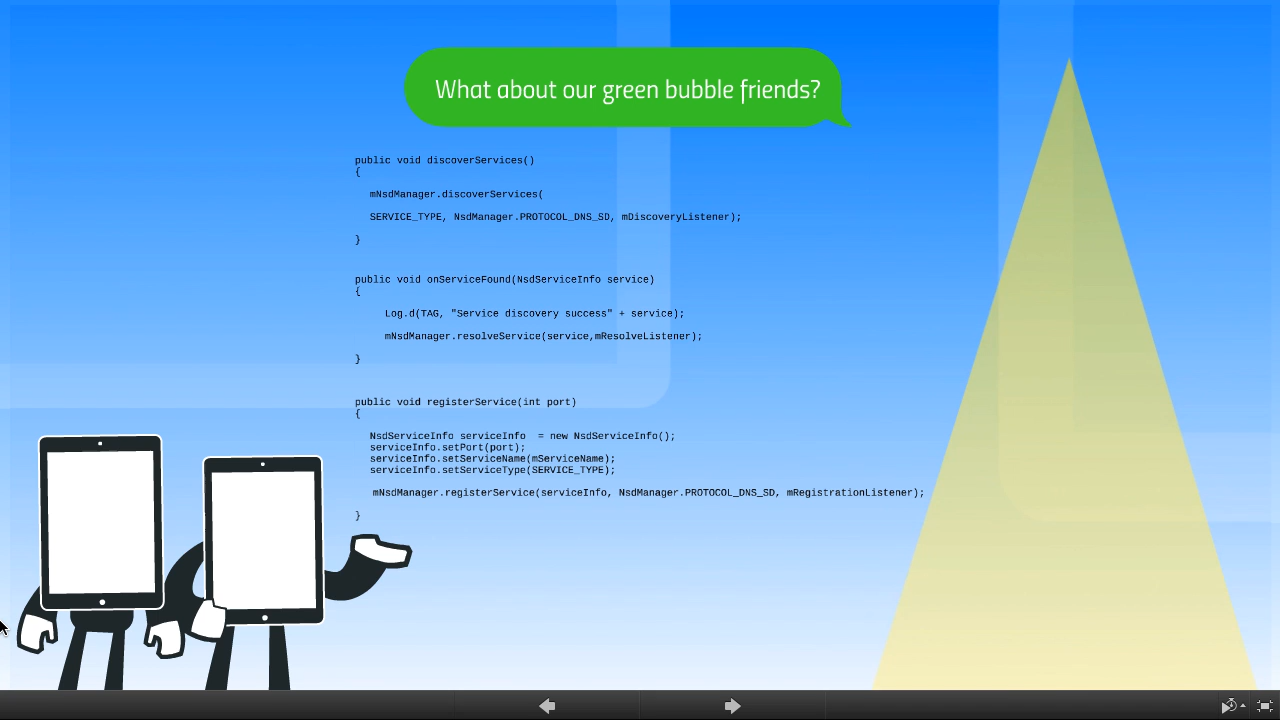 What about our green bubble friends?
public void discoverServices()
{
mNsdManager.discoverServices(
SERVICE_TYPE, NsdManager.PROTOCOL_DNS_SD, mDiscoveryListener);
}
public void onServiceFound(NsdServiceInfo service)
{
Log.d(TAG, "Service discovery success" + service);
mNsdManager.resolveService(service,mResolveListener);
}
public void registerService(int port)
{
NsdServiceInfo serviceInfo  = new NsdServiceInfo();
serviceInfo.setPort(port);
serviceInfo.setServiceName(mServiceName);
serviceInfo.setServiceType(SERVICE_TYPE);
mNsdManager.registerService(serviceInfo, NsdManager.PROTOCOL_DNS_SD, mRegistrationListener);
}